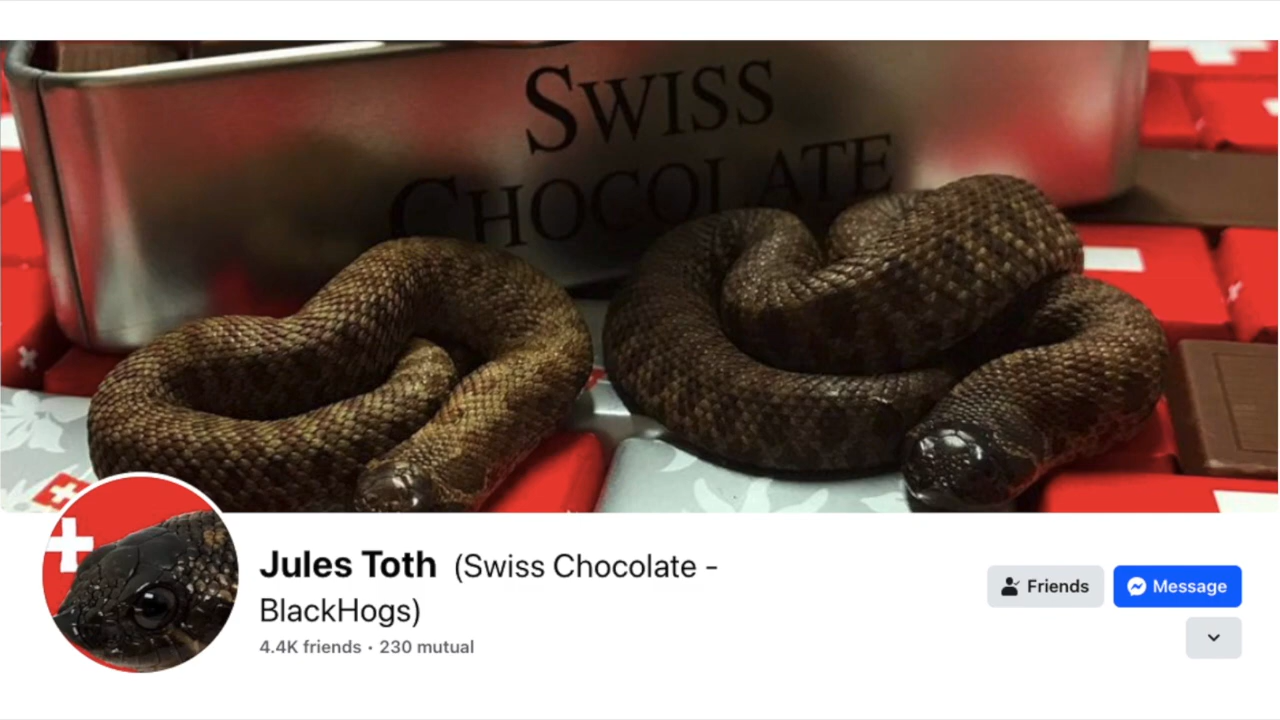 SWISS
CHOCOLATE
Jules Toth (Swiss Chocolate -
BlackHogs)
4.4K friends · 230 mutual
Friends
Message